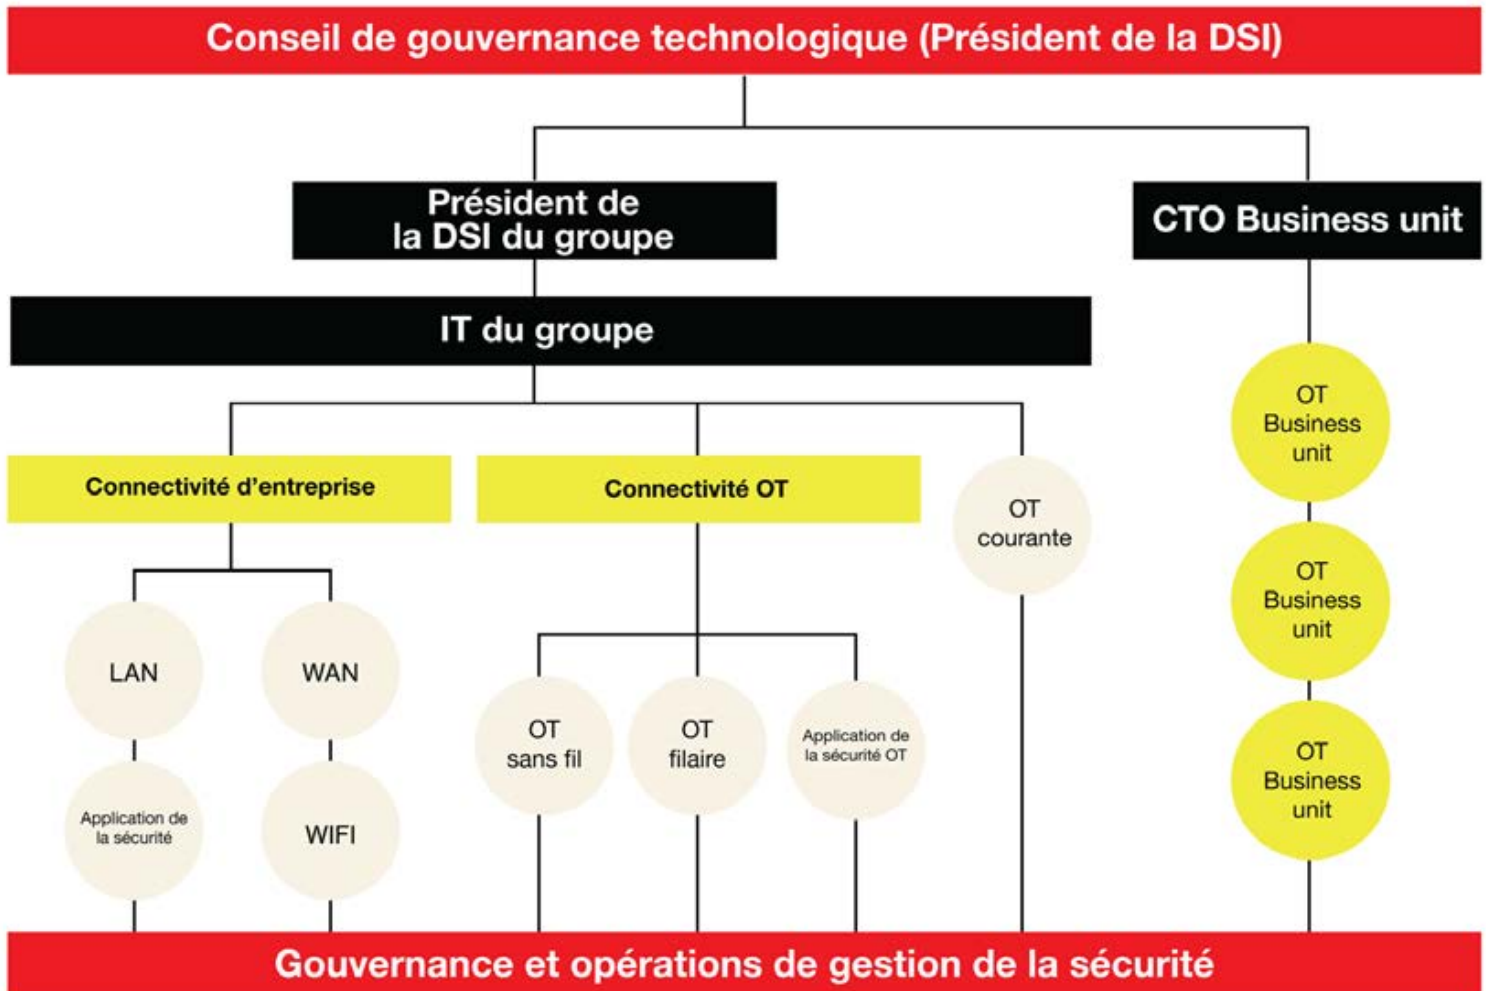 Conseil de gouvernance technologique (Président de la DSI)
Président de
la DSI du groupe
CTO Business unit
IT du groupe
Connectivité d'entreprise
Connectivité OT
OT
courante
OT
Business
unit
OT
Business
unit
OT
Business
unit
LAN
WAN
Application de
la sécurité
WIFI
OT
sans fil
OT
filaire
Application de
la sécurité OT
Gouvernance et opérations de gestion de la sécurité